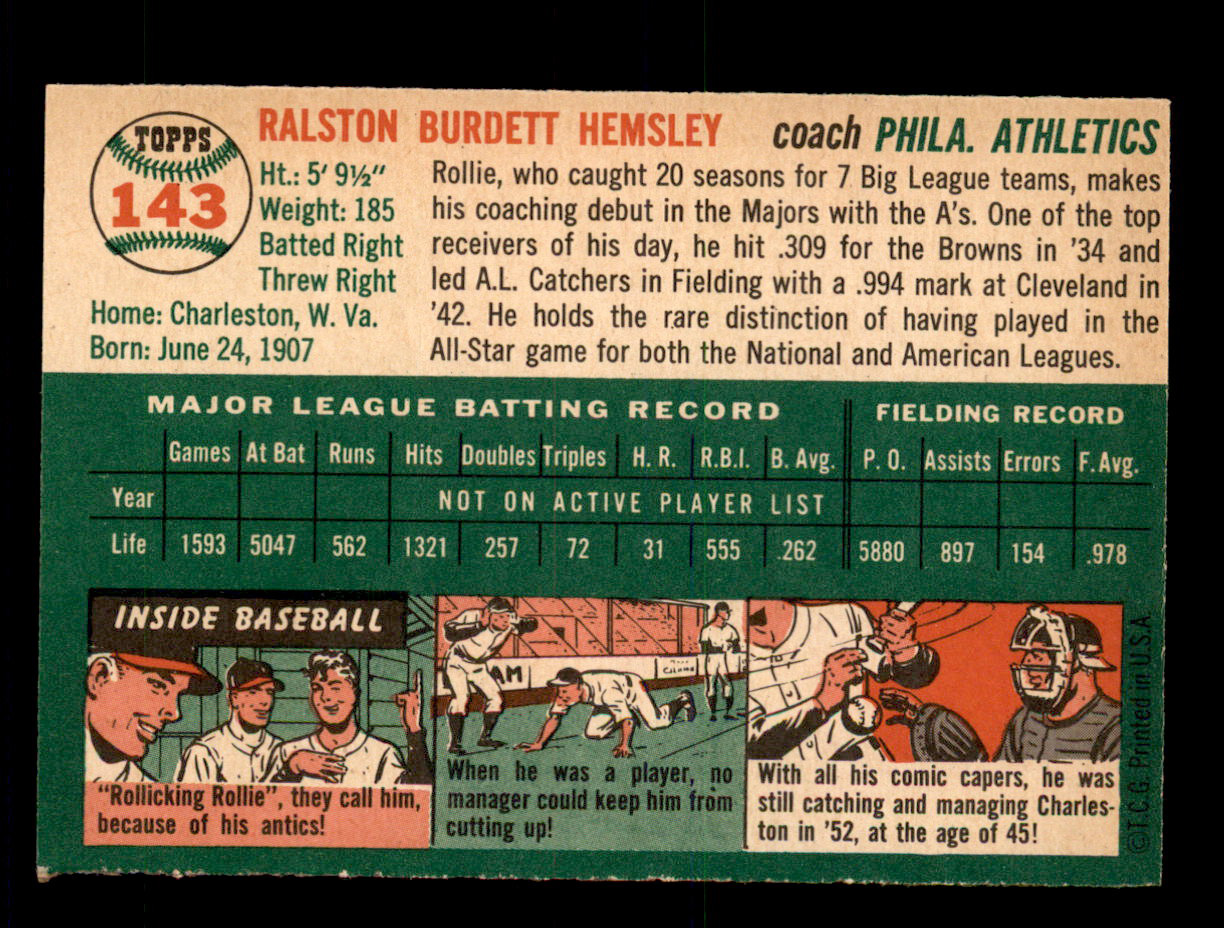 TOPPS
143
RALSTON BURDETT HEMSLEY coach PHILA. ATHLETICS
Ht.: 5' 9½"
Weight: 185
Batted Right
Threw Right
Home: Charleston, W. Va.
Born: June 24, 1907
Rollie, who caught 20 seasons for 7 Big League teams, makes
his coaching debut in the Majors with the A's. One of the top
receivers of his day, he hit .309 for the Browns in '34 and
led A.L. Catchers in Fielding with a .994 mark at Cleveland in
'42. He holds the rare distinction of having played in the
All-Star game for both the National and American Leagues.
MAJOR LEAGUE BATTING RECORD FIELDING RECORD
Games At Bat Runs Hits Doubles Triples H. R. R.B.I. B. Avg. P. O. Assists Errors F. Avg.
Year NOT ON ACTIVE PLAYER LIST
Life 1593 5047 562 1321 257 72 31 555 .262 5880 897 154 .978
INSIDE BASEBALL
"Rollicking Rollie", they call him,
because of his antics!
AM
When he was a player, no
manager could keep him from
cutting up!
With all his comic capers, he was
still catching and managing Charles-
ton in '52, at the age of 45!
©T.C.G. Printed in U.S.A